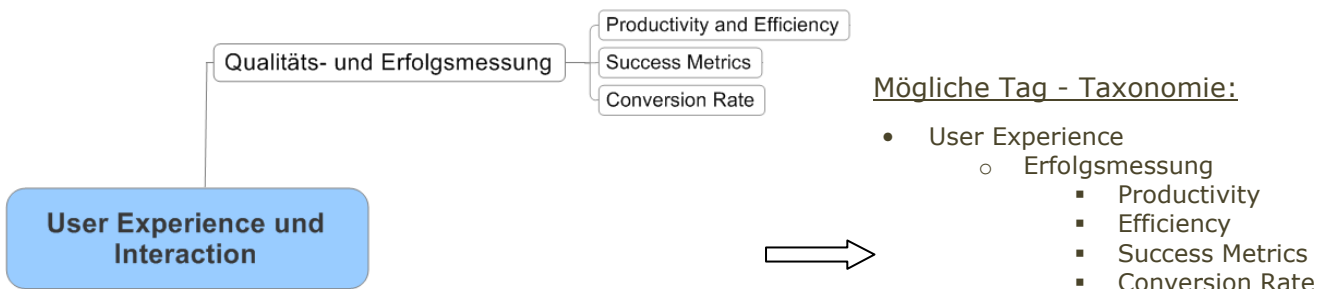 Productivity and Efficiency
Qualitäts- und Erfolgsmessung
Success Metrics
Conversion Rate
User Experience und
Interaction
Mögliche Tag - Taxonomie:
• User Experience
o Erfolgsmessung
▪ Productivity
▪ Efficiency
▪ Success Metrics
▪ Conversion Rate